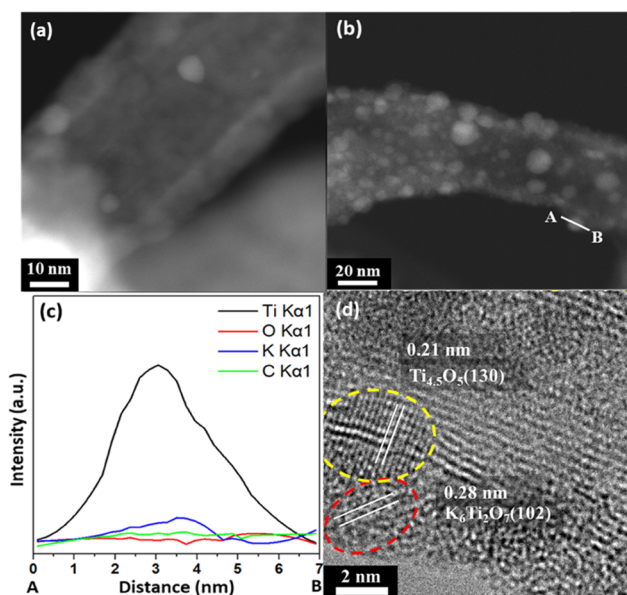 (a)
10 nm
(b)
A
B
20 nm
(c)
Ti Kα1
O Kα1
K Kα1
C Kα1
Intensity (a.u.)
0 1 2 3 4 5 6 7
A Distance (nm) B
(d)
0.21 nm
Ti4.5O5(130)
0.28 nm
K6Ti2O7(102)
2 nm